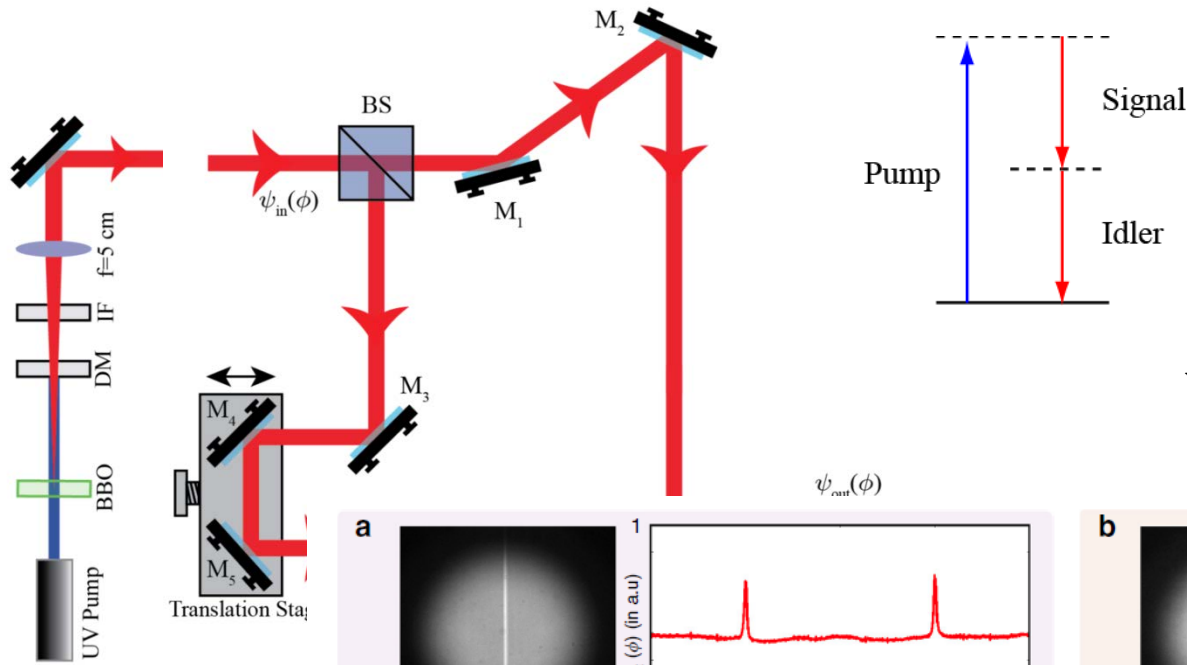 M₂
BS
Signal
Pump
ψᵢₙ(ϕ)
M₁
Idler
f=5 cm
IF
DM
M₄
M₃
BBO
ψₒᵤₜ(ϕ)
M₅
a
1
b
(ϕ) (in a.u)
Translation
UV Pump